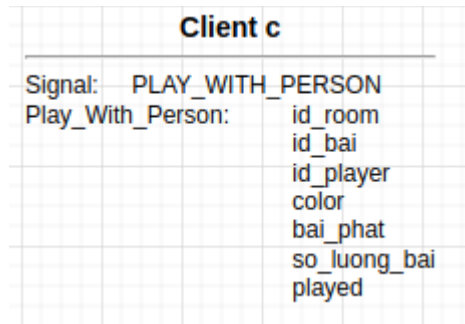 Client c
Signal: PLAY_WITH_PERSON
Play_With_Person: id_room
id_bai
id_player
color
bai_phat
so_luong_bai
played